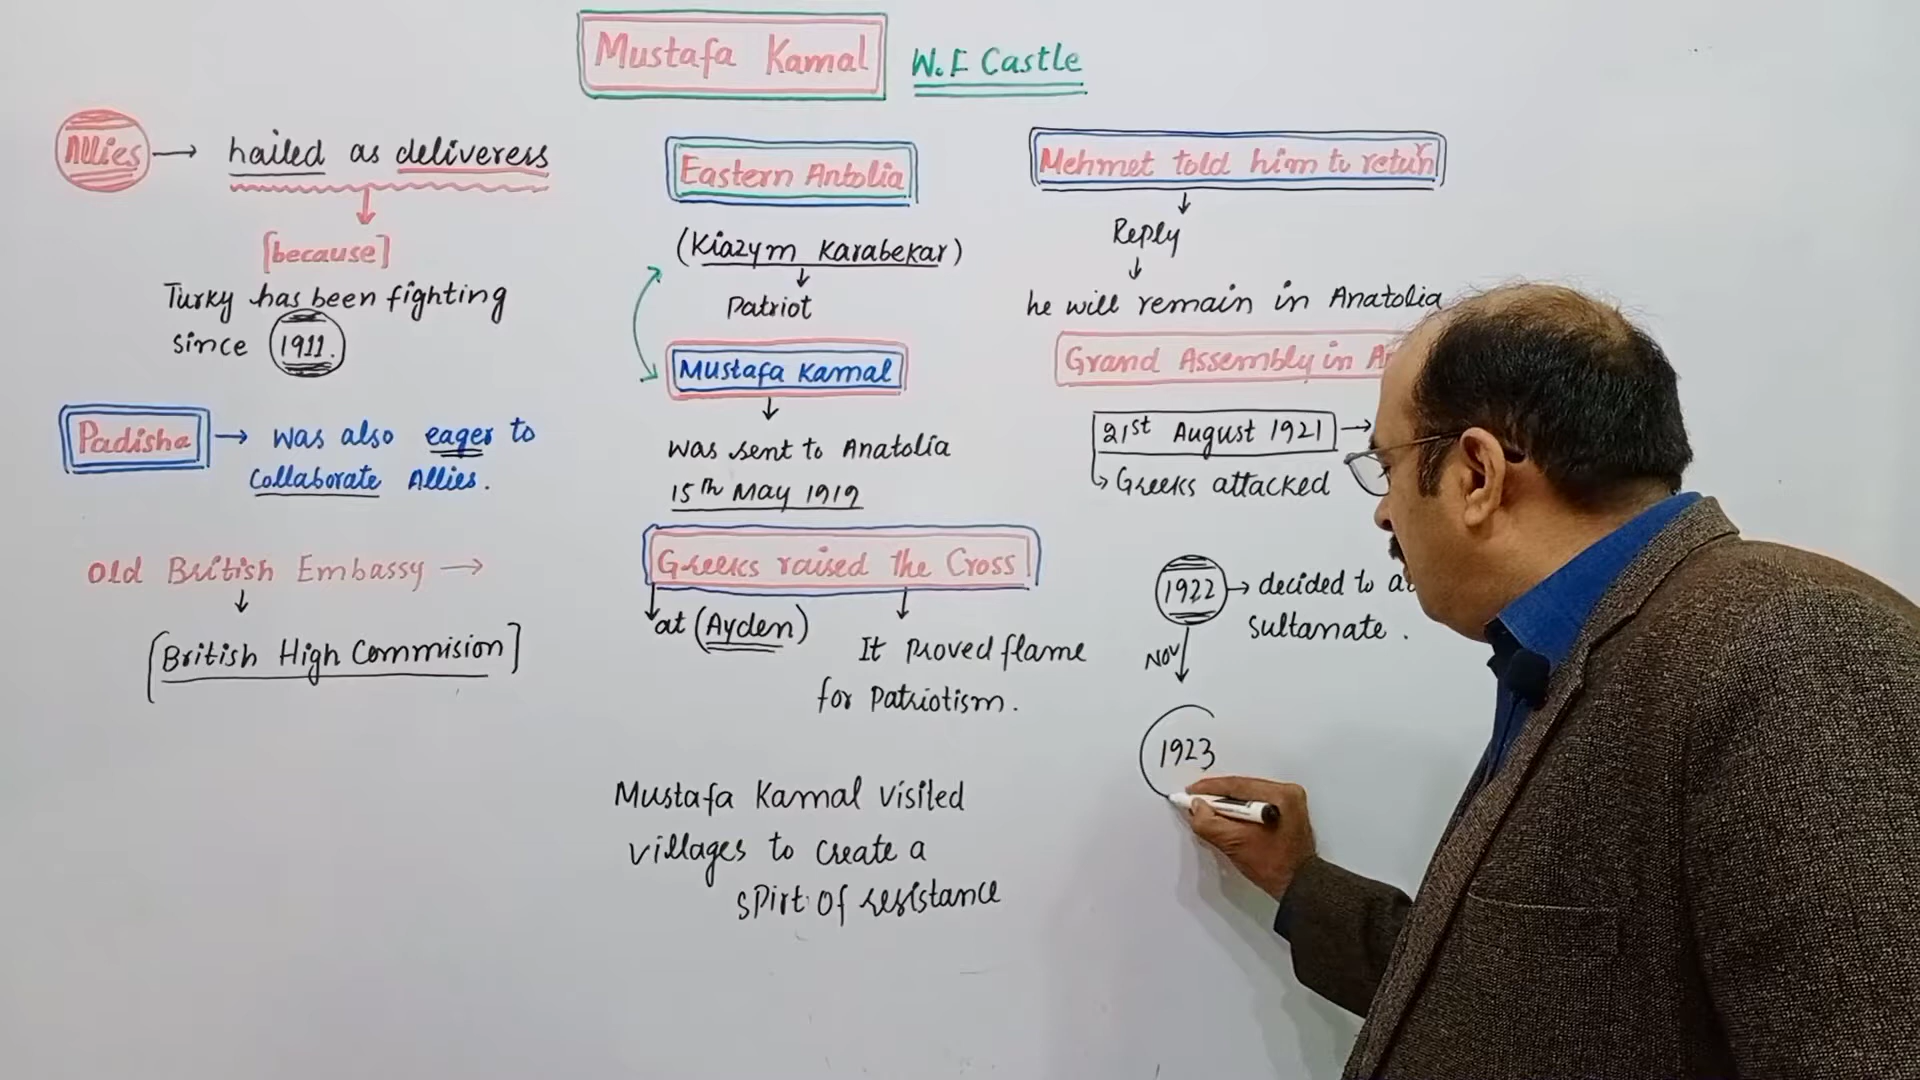 Mustafa Kamal
W.F Castle
Allies → hailed as deliveress
[because]
Turky has been fighting
since 1911.
Padisha → was also eager to
Collaborate Allies.
Old British Embassy →
[British High Commision]
Eastern Antolia
(Kiazym Karabekar)
Patriot
Mustafa Kamal
was sent to Anatolia
15th May 1919
Greeks raised the Cross
at (Ayden)
It Proved flame
for Patriotism.
Mustafa Kamal visited
villages to create a
spirt of resistance
Mehmet told him to return
Reply
he will remain in Anatolia
Grand Assembly in
21st August 1921 →
Greeks attacked
1922 → decided to
sultanate.
Nov
1923